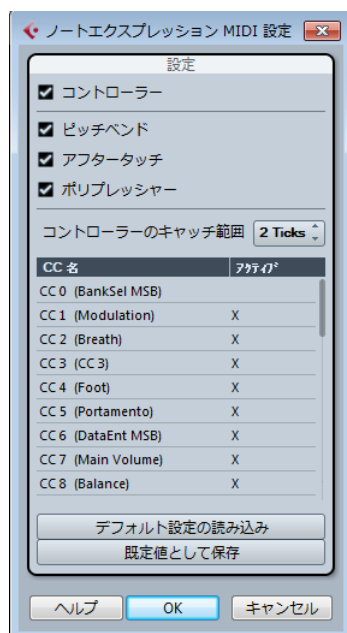 ノートエクスプレッション MIDI 設定
設定
コントローラー
ピッチベンド
アフタータッチ
ポリプレッシャー
コントローラーのキャッチ範囲 2 Ticks
CC 名 アクティブ
CC 0 (BankSel MSB)
CC 1 (Modulation) X
CC 2 (Breath) X
CC 3 (CC 3) X
CC 4 (Foot) X
CC 5 (Portamento) X
CC 6 (DataEnt MSB) X
CC 7 (Main Volume) X
CC 8 (Balance) X
デフォルト設定の読み込み
既定値として保存
ヘルプ OK キャンセル